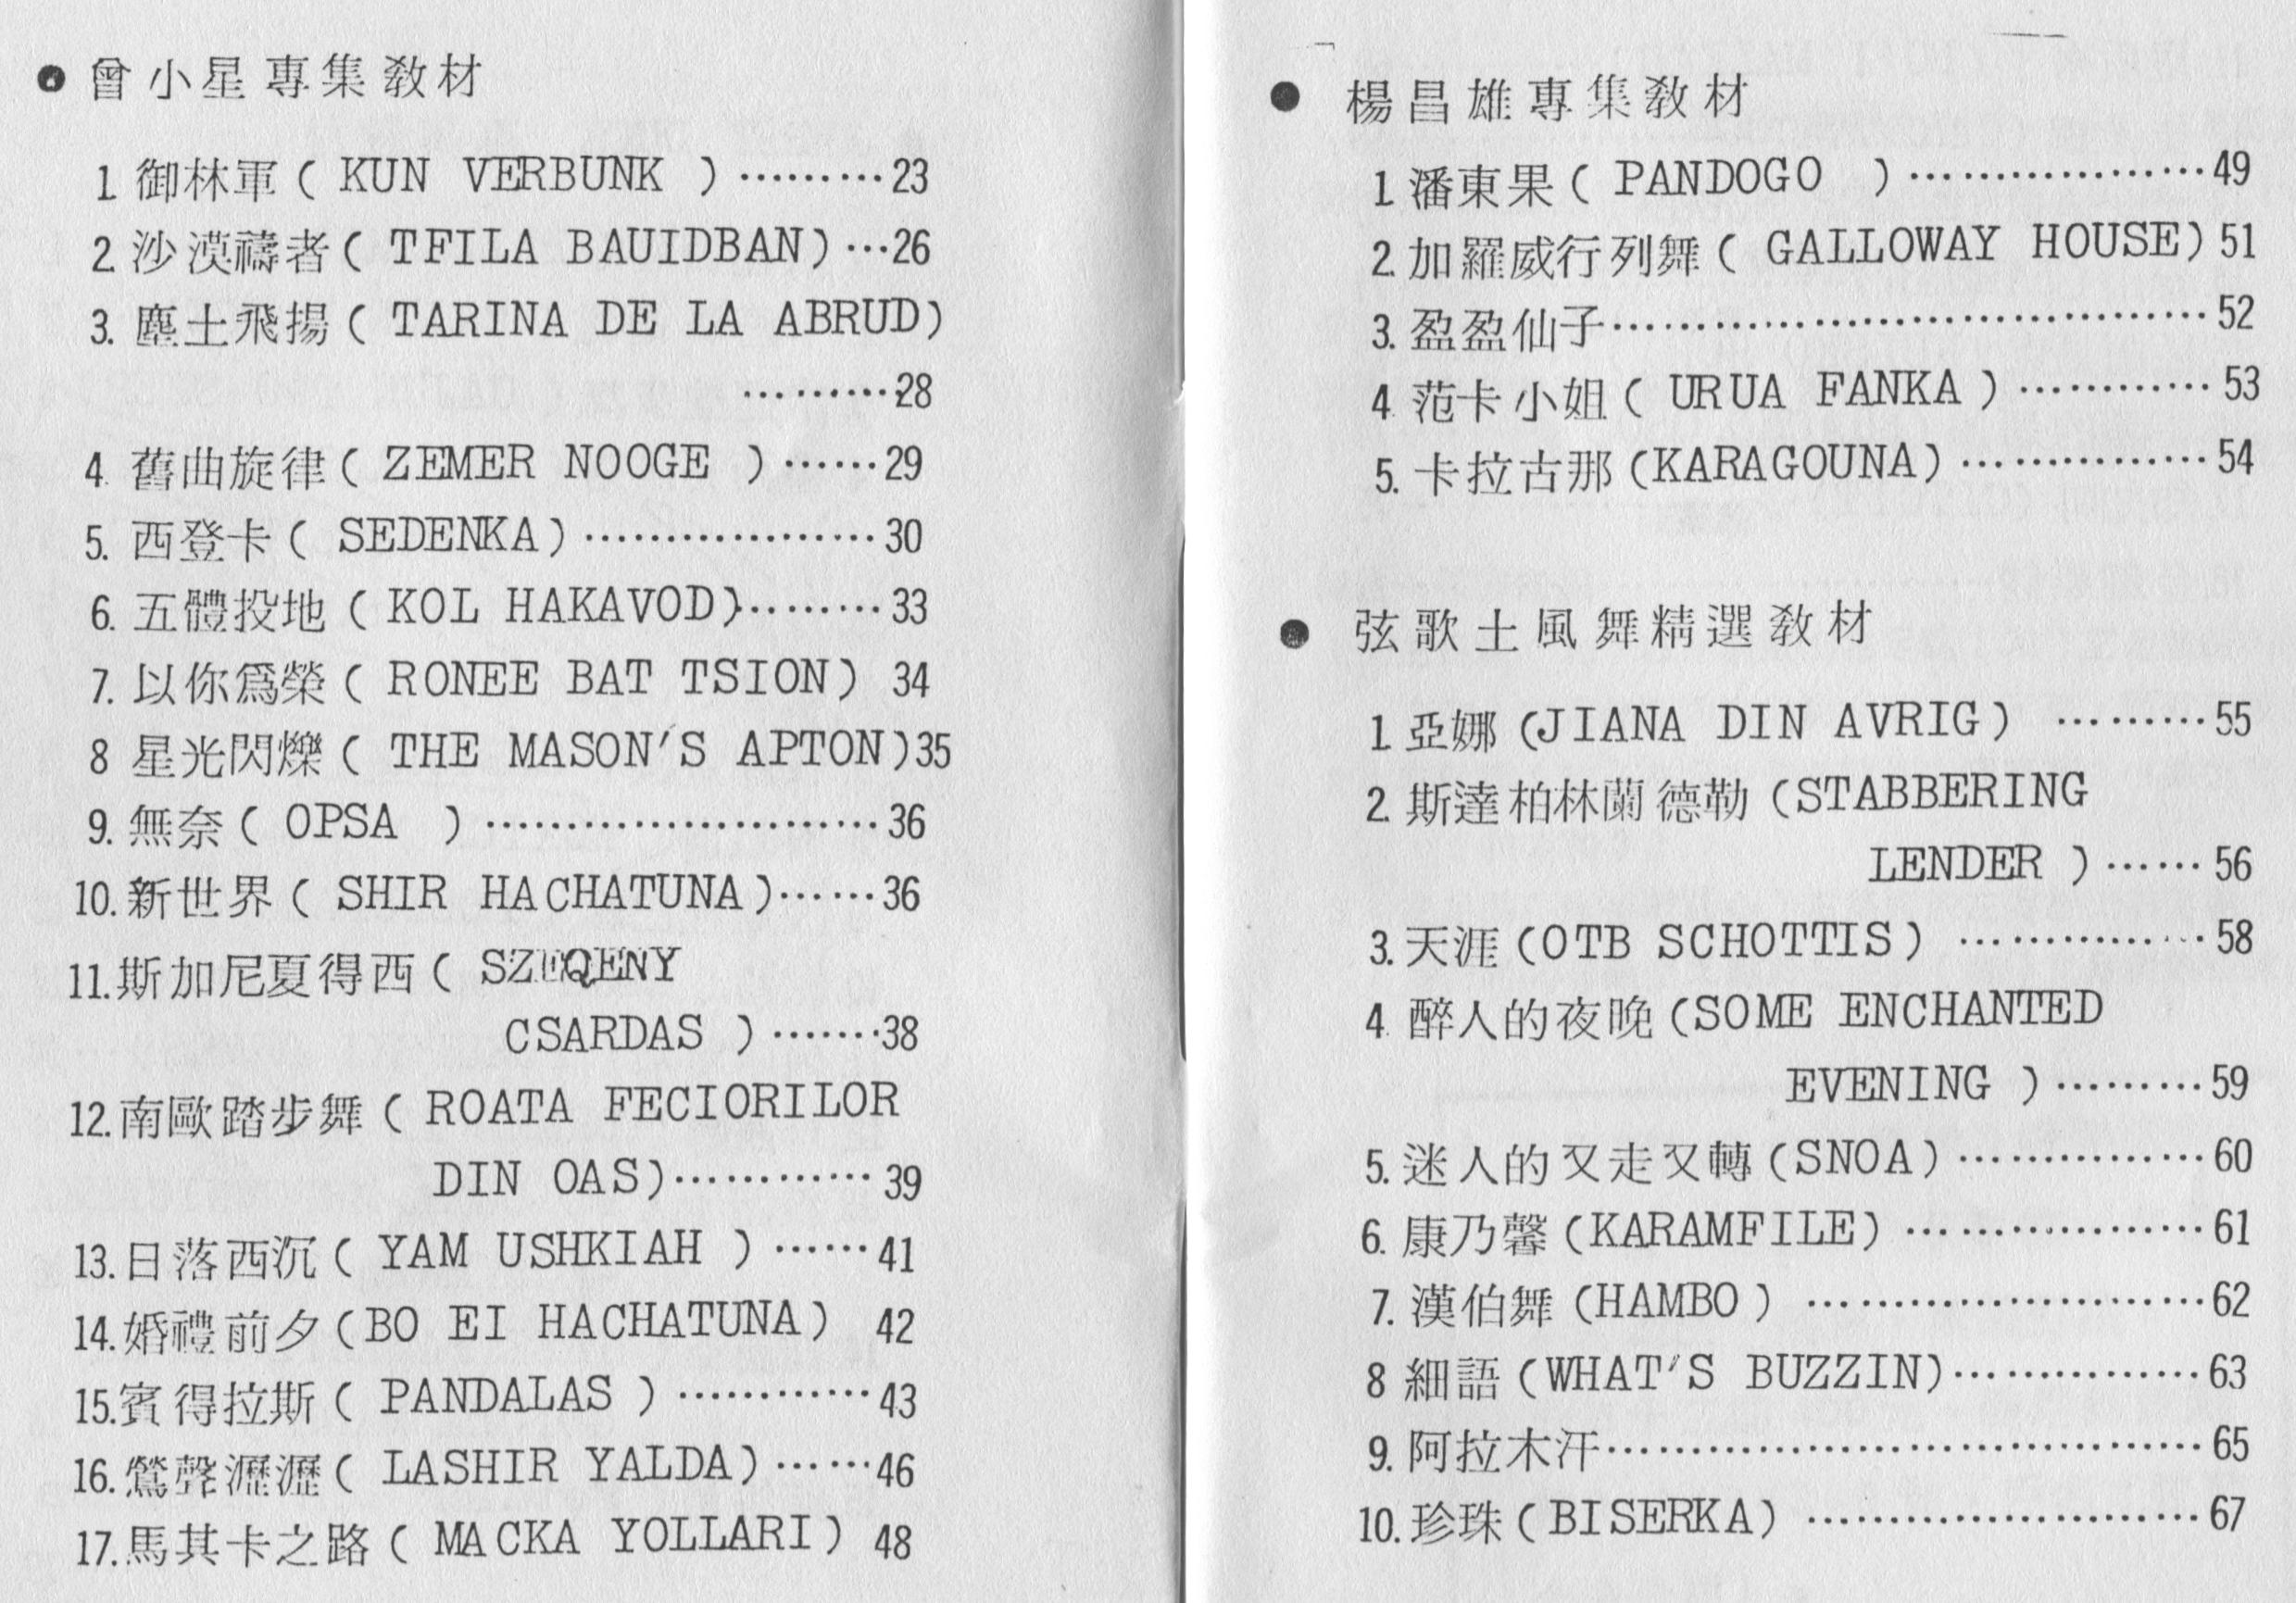 ● 曾小星專集教材
1. 御林軍 ( KUN VERBUNK ) ………23
2. 沙漠禱者 ( TFILA BAUIDBAN) …26
3. 塵土飛揚 ( TARINA DE LA ABRUD)
………28
4. 舊曲旋律 ( ZEMER NOOGE ) ……29
5. 西登卡 ( SEDENKA) ………………30
6. 五體投地 ( KOL HAKAVOD)………33
7. 以你爲榮 ( RONEE BAT TSION) 34
8 星光閃爍 ( THE MASON'S APTON)35
9. 無奈 ( OPSA ) ……………………36
10. 新世界 ( SHIR HACHATUNA)……36
11. 斯加尼夏得西 (
CSARDAS ) ……38
12. 南歐踏步舞 ( ROATA FECIORILOR
DIN OAS)…………39
13. 日落西沉 ( YAM USHKIAH ) ……41
14. 婚禮前夕 (BO EI HACHATUNA) 42
15. 賓得拉斯 ( PANDALAS ) …………43
16. 鶯聲瀝瀝 ( LASHIR YALDA) ……46
17. 馬其卡之路 ( MACKA YOLLARI) 48
● 楊昌雄專集教材
1. 潘東果 ( PANDOGO ) ………………49
2. 加羅威行列舞 ( GALLOWAY HOUSE) 51
3. 盈盈仙子………………………………52
4. 范卡小姐 ( URUA FANKA ) …………53
5. 卡拉古那 (KARAGOUNA) ……………54
● 弦歌土風舞精選教材
1. 亞娜 (JIANA DIN AVRIG) ………55
2. 斯達柏林蘭德勒 (STABBERING
LENDER ) ……56
3. 天涯 (OTB SCHOTTIS) ……………58
4. 醉人的夜晚 (SOME ENCHANTED
EVENING ) ………59
5. 迷人的又走又轉 (SNOA) ……………60
6. 康乃馨 (KARAMFILE) ………………61
7. 漢伯舞 (HAMBO) ……………………62
8 細語 (WHAT'S BUZZIN)……………63
9. 阿拉木汗………………………………65
10. 珍珠 (BISERKA) ……………………67